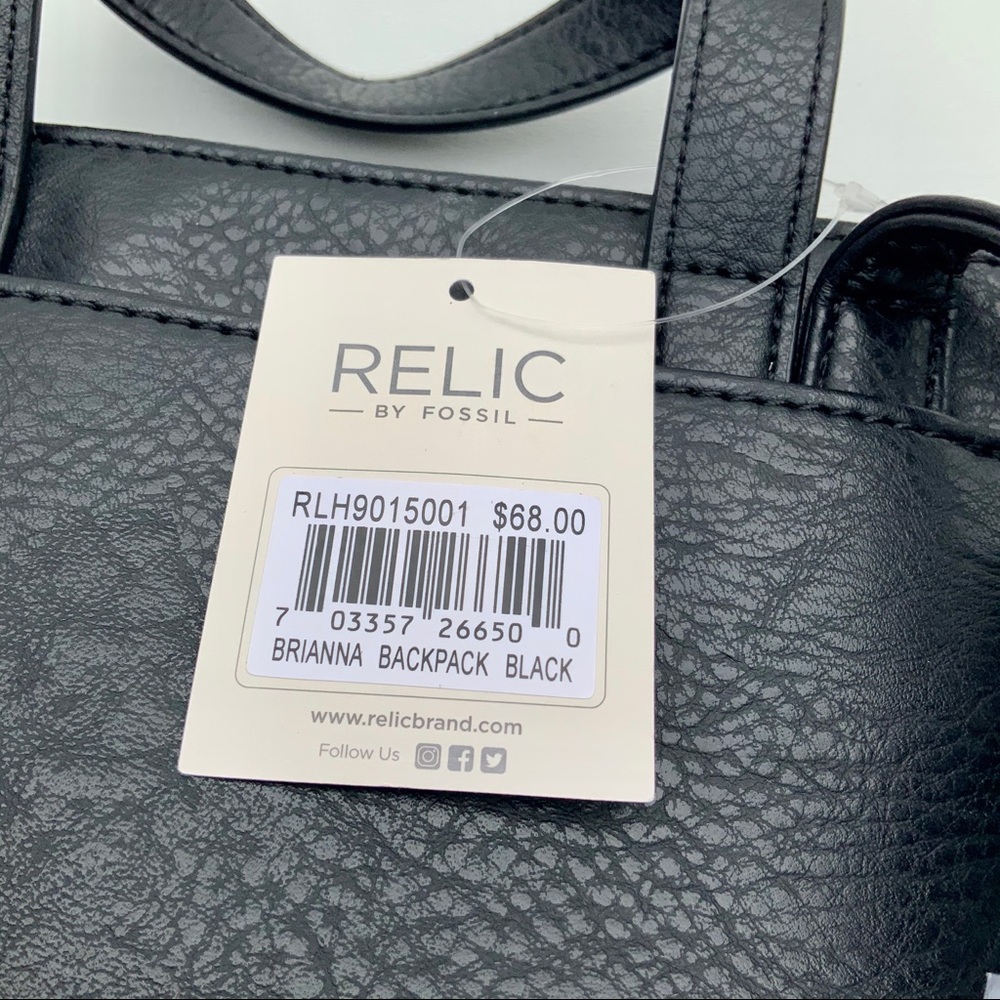 RELIC
BY FOSSIL
RLH9015001 $68.00
7 03357 26650 0
BRIANNA BACKPACK BLACK
www.relicbrand.com
Follow Us